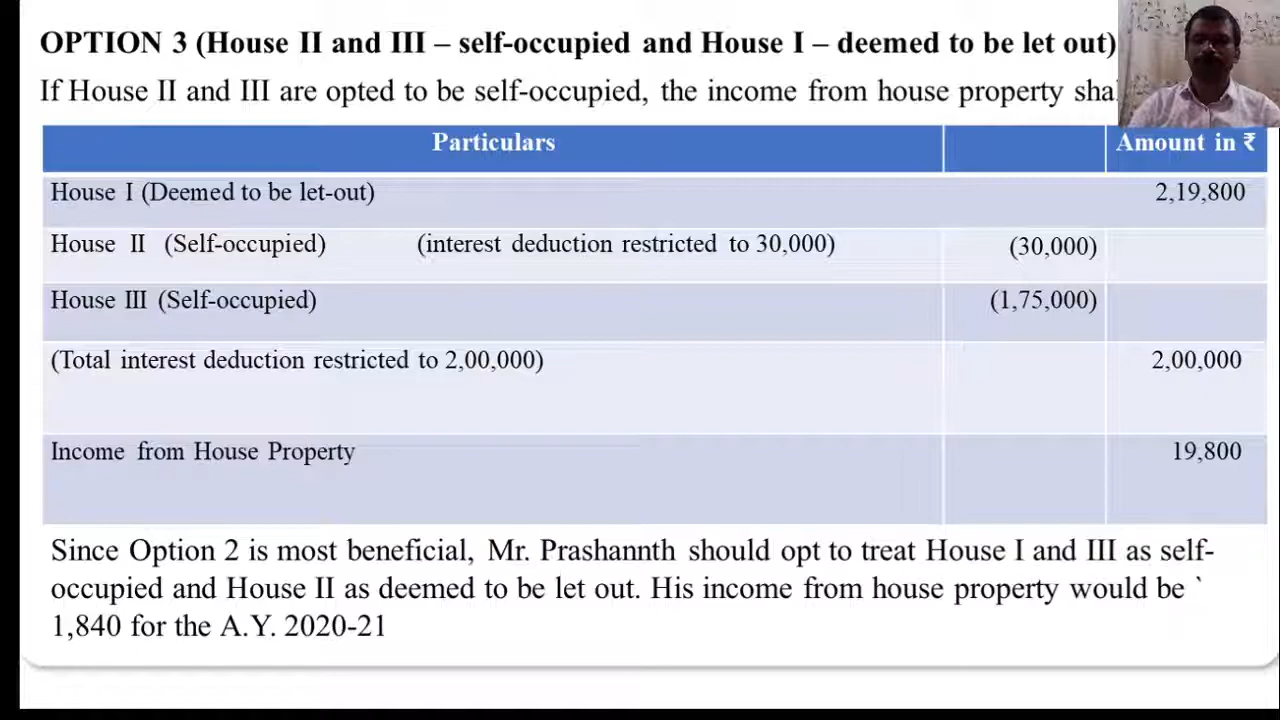 OPTION 3 (House II and III – self-occupied and House I – deemed to be let out)
If House II and III are opted to be self-occupied, the income from house property
Particulars Amount in ₹
House I (Deemed to be let-out) 2,19,800
House II (Self-occupied) (interest deduction restricted to 30,000) (30,000)
House III (Self-occupied) (1,75,000)
(Total interest deduction restricted to 2,00,000) 2,00,000
Income from House Property 19,800
Since Option 2 is most beneficial, Mr. Prashannth should opt to treat House I and III as self-
occupied and House II as deemed to be let out. His income from house property would be `
1,840 for the A.Y. 2020-21